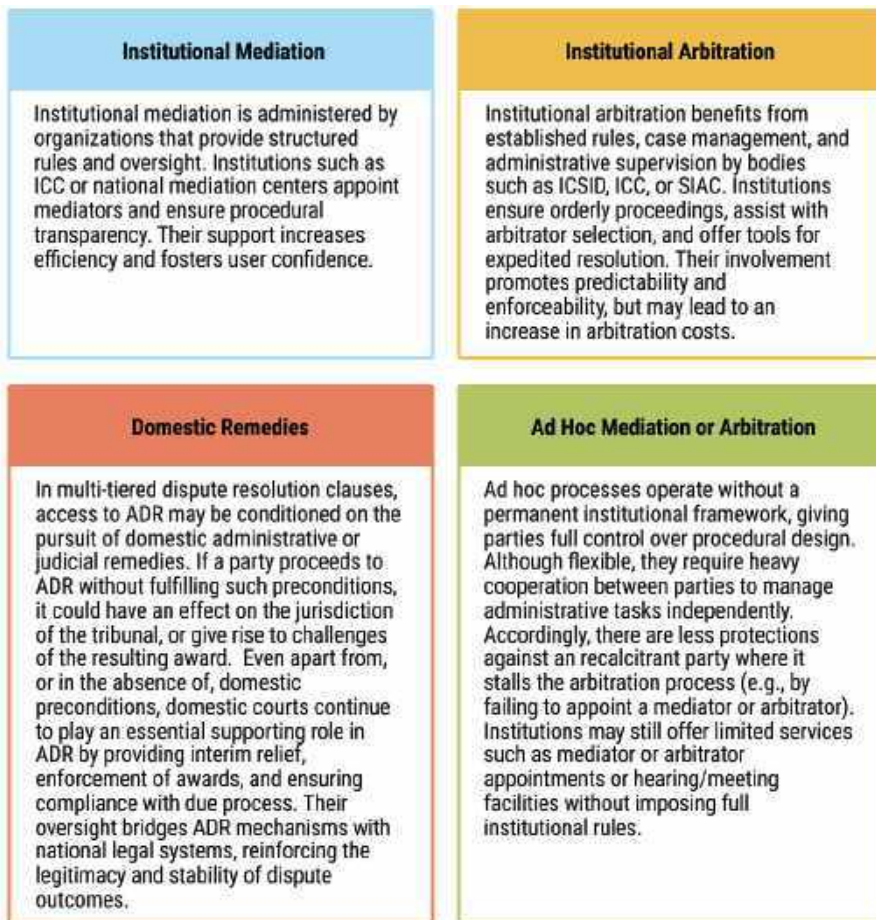 Institutional Mediation
Institutional mediation is administered by
organizations that provide structured
rules and oversight. Institutions such as
ICC or national mediation centers appoint
mediators and ensure procedural
transparency. Their support increases
efficiency and fosters user confidence.
Institutional Arbitration
Institutional arbitration benefits from
established rules, case management, and
administrative supervision by bodies
such as ICSID, ICC, or SIAC. Institutions
ensure orderly proceedings, assist with
arbitrator selection, and offer tools for
expedited resolution. Their involvement
promotes predictability and
enforceability, but may lead to an
increase in arbitration costs.
Domestic Remedies
In multi-tiered dispute resolution clauses,
access to ADR may be conditioned on the
pursuit of domestic administrative or
judicial remedies. If a party proceeds to
ADR without fulfilling such preconditions,
it could have an effect on the jurisdiction
of the tribunal, or give rise to challenges
of the resulting award. Even apart from,
or in the absence of, domestic
preconditions, domestic courts continue
to play an essential supporting role in
ADR by providing interim relief,
enforcement of awards, and ensuring
compliance with due process. Their
oversight bridges ADR mechanisms with
national legal systems, reinforcing the
legitimacy and stability of dispute
outcomes.
Ad Hoc Mediation or Arbitration
Ad hoc processes operate without a
permanent institutional framework, giving
parties full control over procedural design.
Although flexible, they require heavy
cooperation between parties to manage
administrative tasks independently.
Accordingly, there are less protections
against an recalcitrant party where it
stalls the arbitration process (e.g., by
failing to appoint a mediator or arbitrator).
Institutions may still offer limited services
such as mediator or arbitrator
appointments or hearing/meeting
facilities without imposing full
institutional rules.